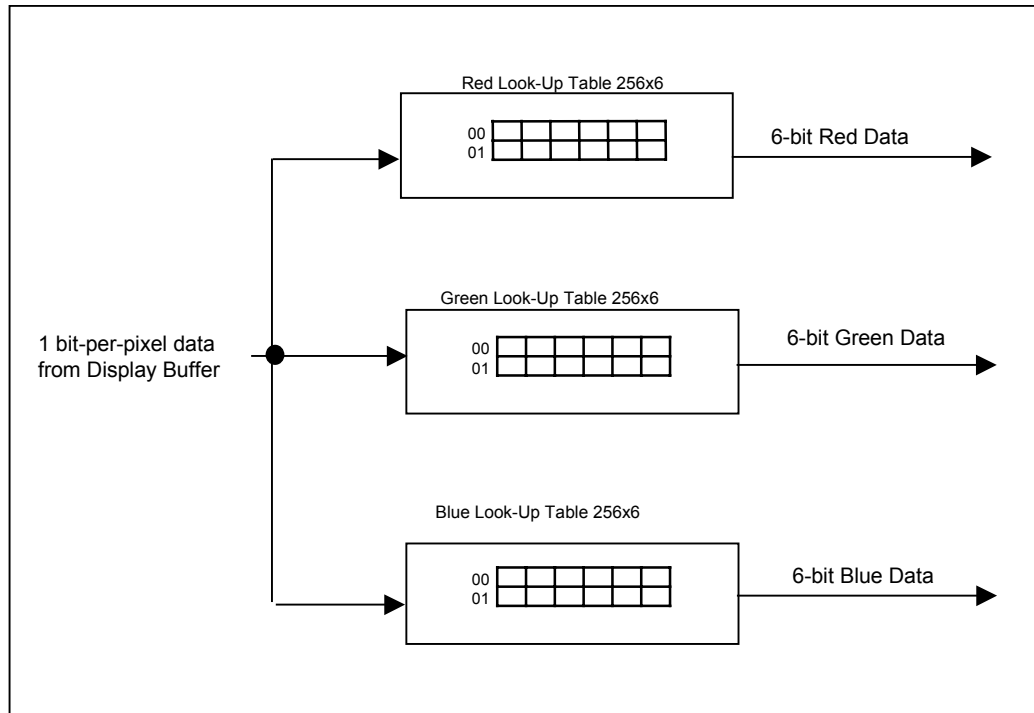 Red Look-Up Table 256x6
00
01
6-bit Red Data
Green Look-Up Table 256x6
00
01
6-bit Green Data
1 bit-per-pixel data
from Display Buffer
Blue Look-Up Table 256x6
00
01
6-bit Blue Data